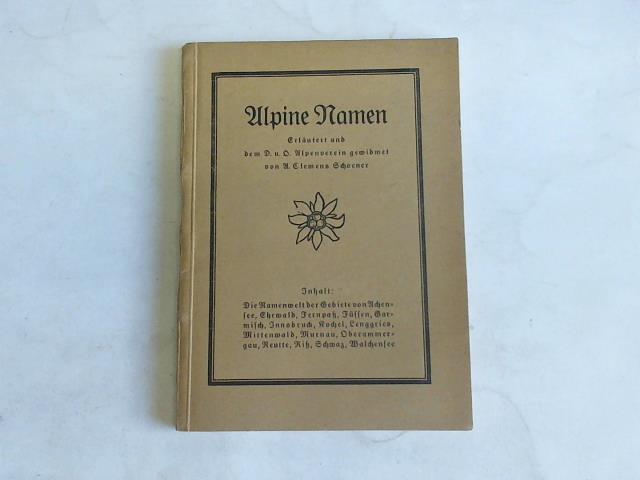 Alpine Namen
Erläutert und
dem D. u. Ö. Alpenverein gewidmet
von A. Clemens Schoener
Inhalt:
Die Namenwelt der Gebiete von Achen-
see, Ehrwald, Fernpaß, Füssen, Gar-
misch, Innsbruck, Kochel, Lenggries,
Mittenwald, Murnau, Oberammer-
gau, Reutte, Riß, Schwaz, Walchensee